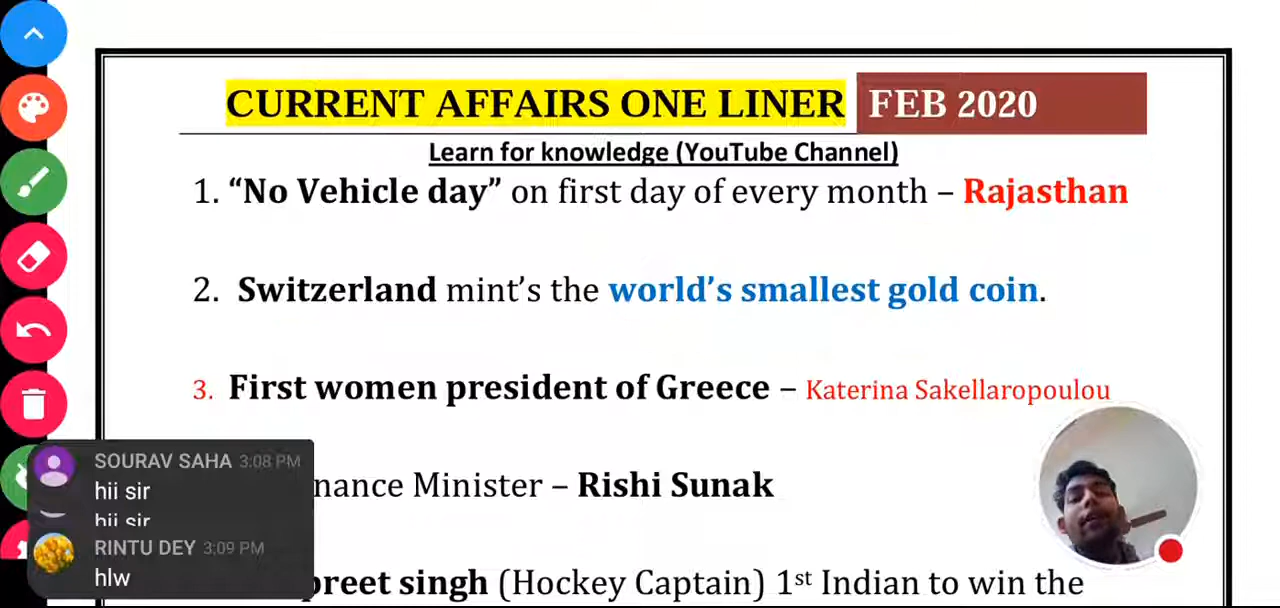 CURRENT AFFAIRS ONE LINER FEB 2020
Learn for knowledge (YouTube Channel)
1. “No Vehicle day” on first day of every month – Rajasthan
2. Switzerland mint’s the world’s smallest gold coin.
3. First women president of Greece – Katerina Sakellaropoulou
SOURAV SAHA 3:08 PM
hii sir
nance Minister – Rishi Sunak
hii sir
RINTU DEY 3:09 PM
hlw
preet singh (Hockey Captain) 1st Indian to win the